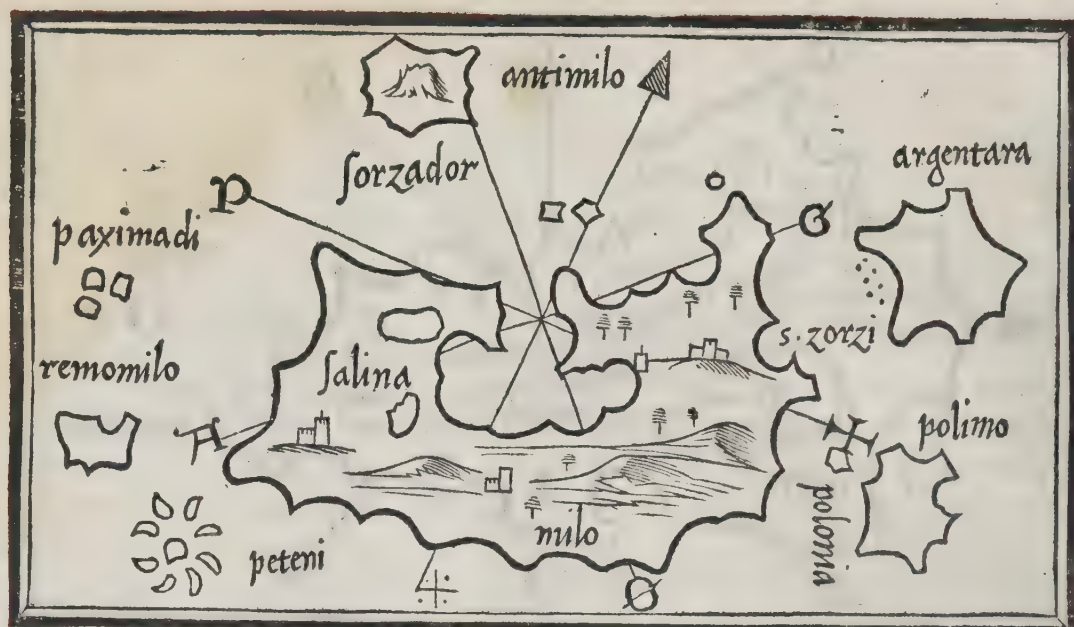 antimilo
sorzador
argentara
P
G
paximadi
s. zorzi
remomilo
salina
polimo
milo
polonia
peteni